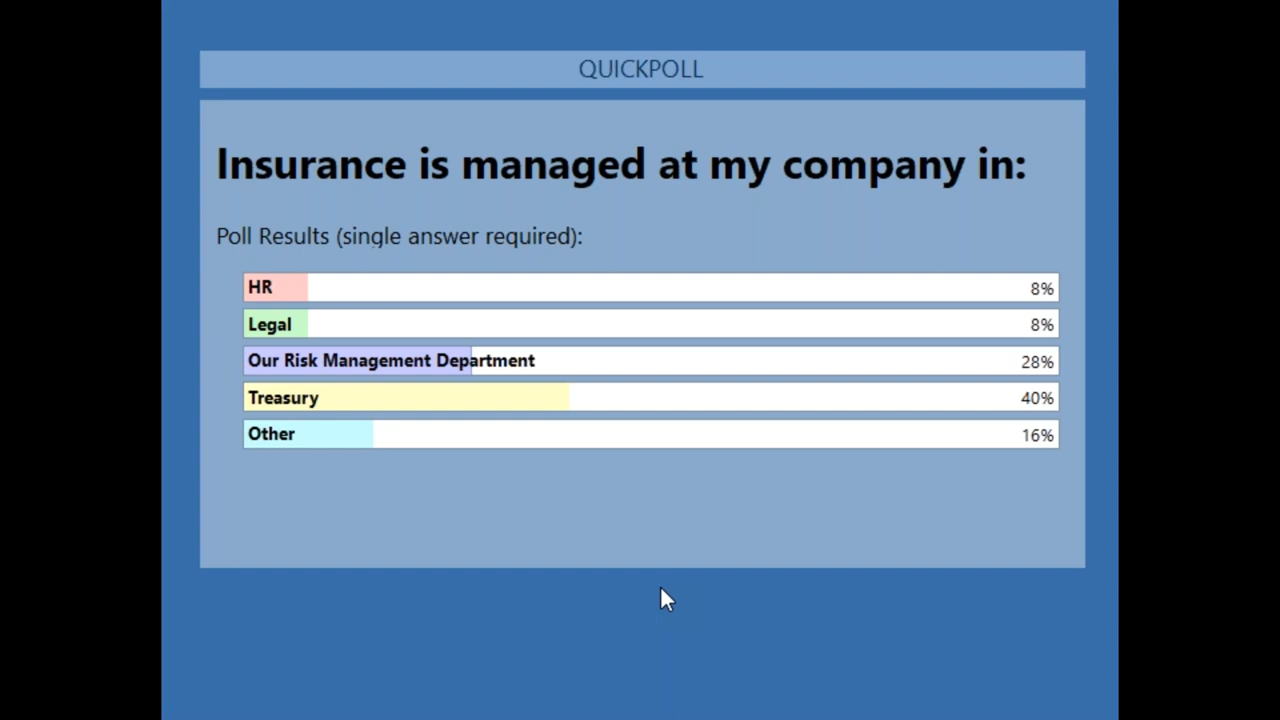 QUICKPOLL
Insurance is managed at my company in:
Poll Results (single answer required):
HR 8%
Legal 8%
Our Risk Management Department 28%
Treasury 40%
Other 16%